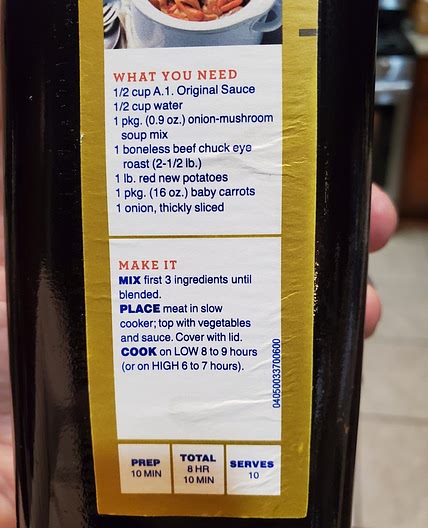 WHAT YOU NEED
1/2 cup A.1. Original Sauce
1/2 cup water
1 pkg. (0.9 oz.) onion-mushroom
soup mix
1 boneless beef chuck eye
roast (2-1/2 lb.)
1 lb. red new potatoes
1 pkg. (16 oz.) baby carrots
1 onion, thickly sliced
MAKE IT
MIX first 3 ingredients until
blended.
PLACE meat in slow
cooker; top with vegetables
and sauce. Cover with lid.
COOK on LOW 8 to 9 hours
(or on HIGH 6 to 7 hours).
04050033700600
PREP
10 MIN
TOTAL
8 HR
10 MIN
SERVES
10